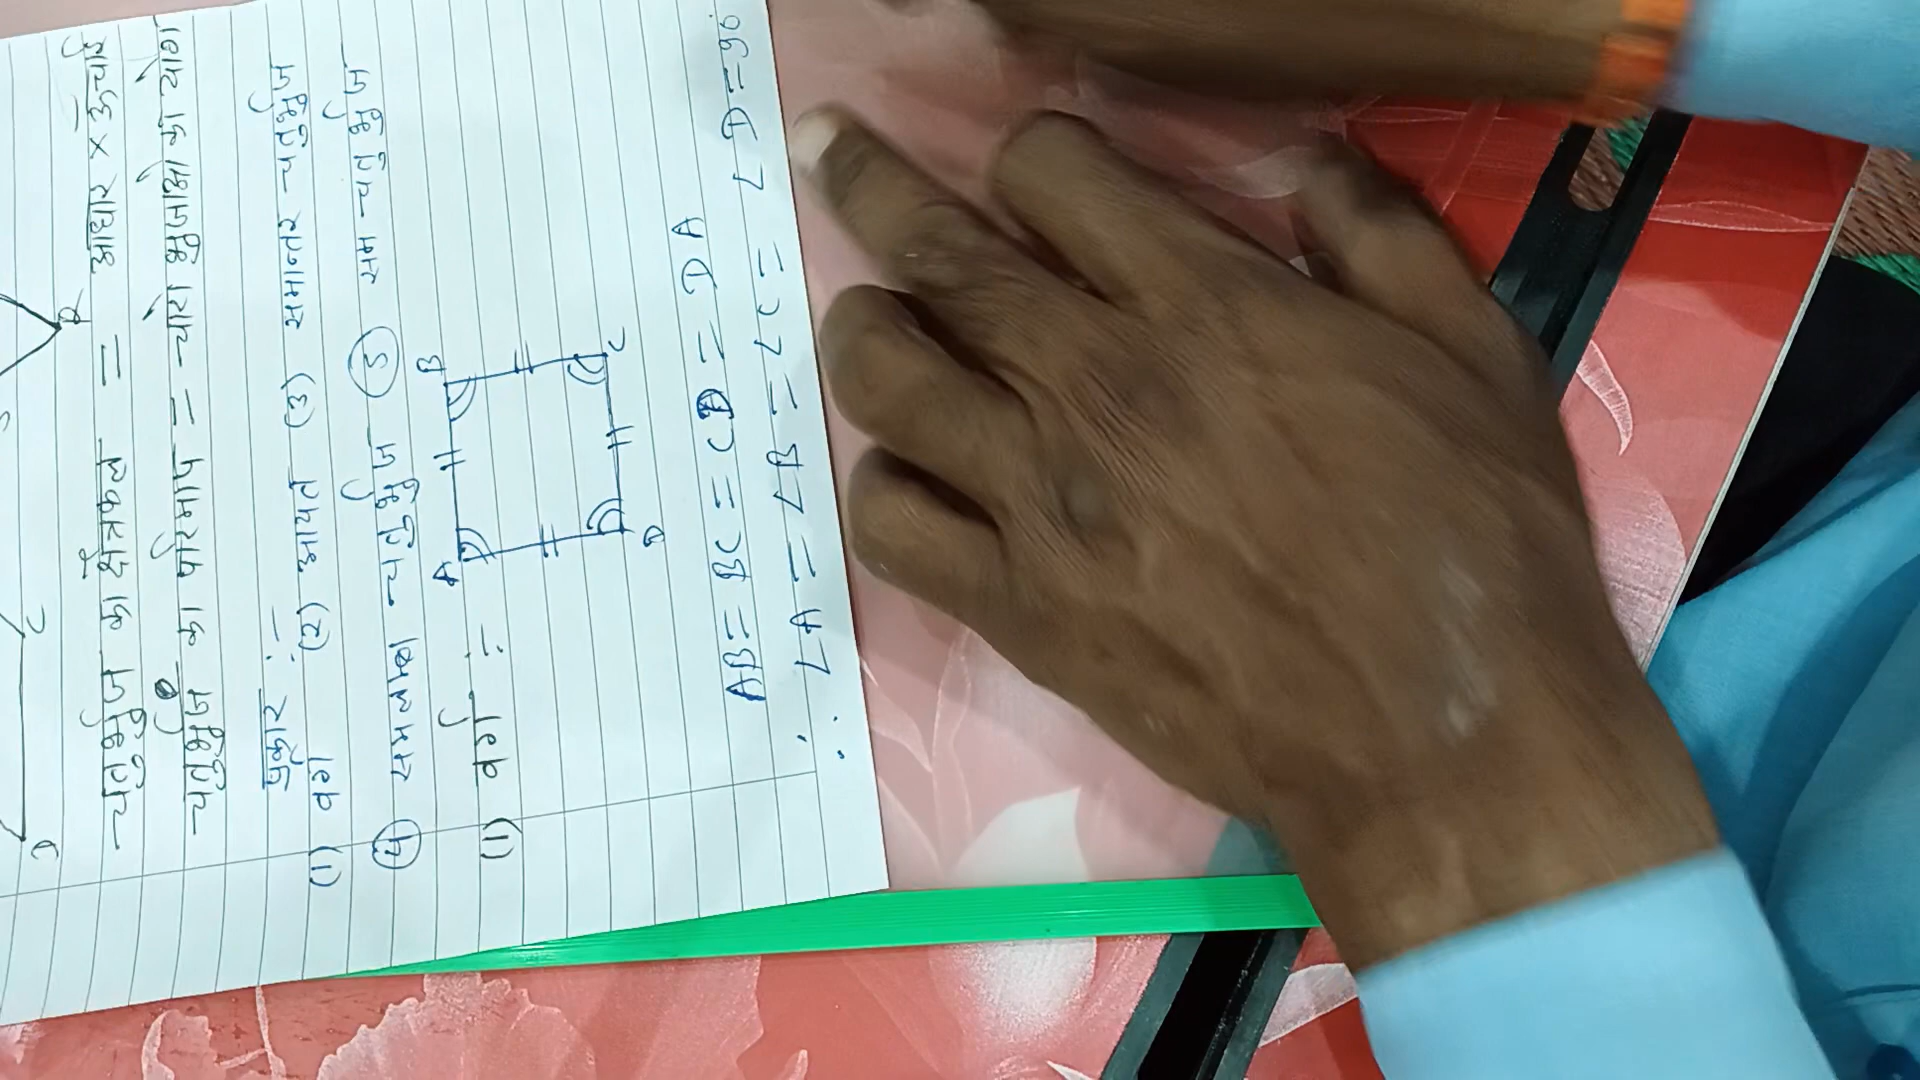 D
C
D
चतुर्भुज का क्षेत्रफल = आधार × ऊँचाई
चतुर्भुज का परिमाप = चारों भुजाओं का योग
प्रकार :-
(1) वर्ग (2) आयत (3) समान्तर चतुर्भुज
(4) समलम्ब चतुर्भुज (5) सम चतुर्भुज
(1) वर्ग :-
A B
D C
AB = BC = CD = DA
∴ ∠A = ∠B = ∠C = ∠D = 90